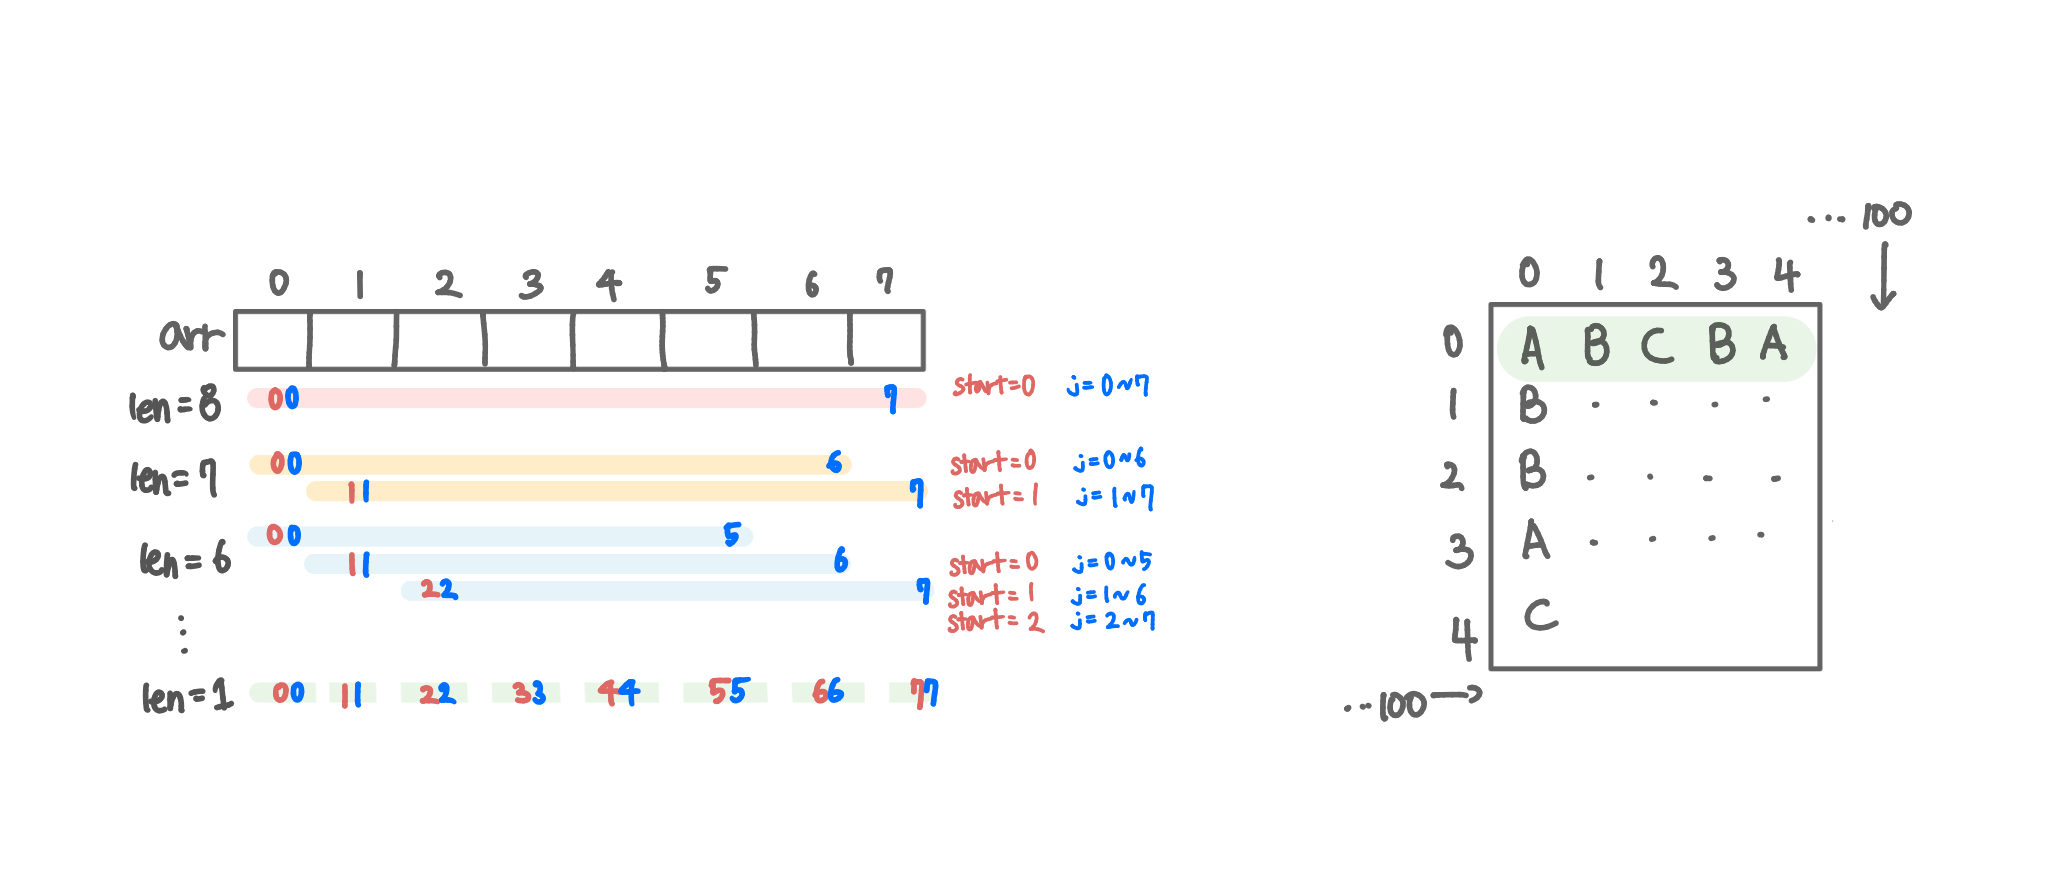 0 1 2 3 4 5 6 7
arr
len=8 00 7 start=0 j=0~7
len=7 00 6 start=0 j=0~6
11 7 start=1 j=1~7
len=6 00 5 start=0 j=0~5
11 6 start=1 j=1~6
22 7 start=2 j=2~7
⋮
len=1 00 11 22 33 44 55 66 77
... 100 ↓
0 1 2 3 4
0 A B C B A
1 B . . . .
2 B . . . .
3 A . . . .
4 C
...100 →